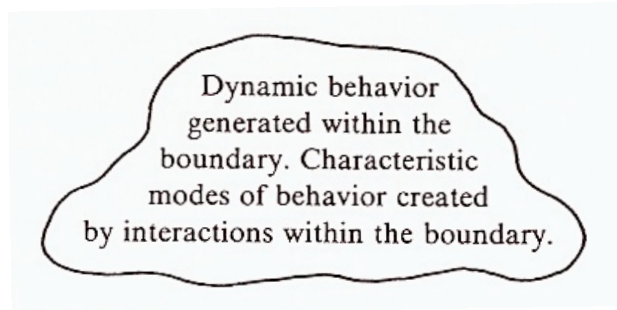 Dynamic behavior
generated within the
boundary. Characteristic
modes of behavior created
by interactions within the boundary.